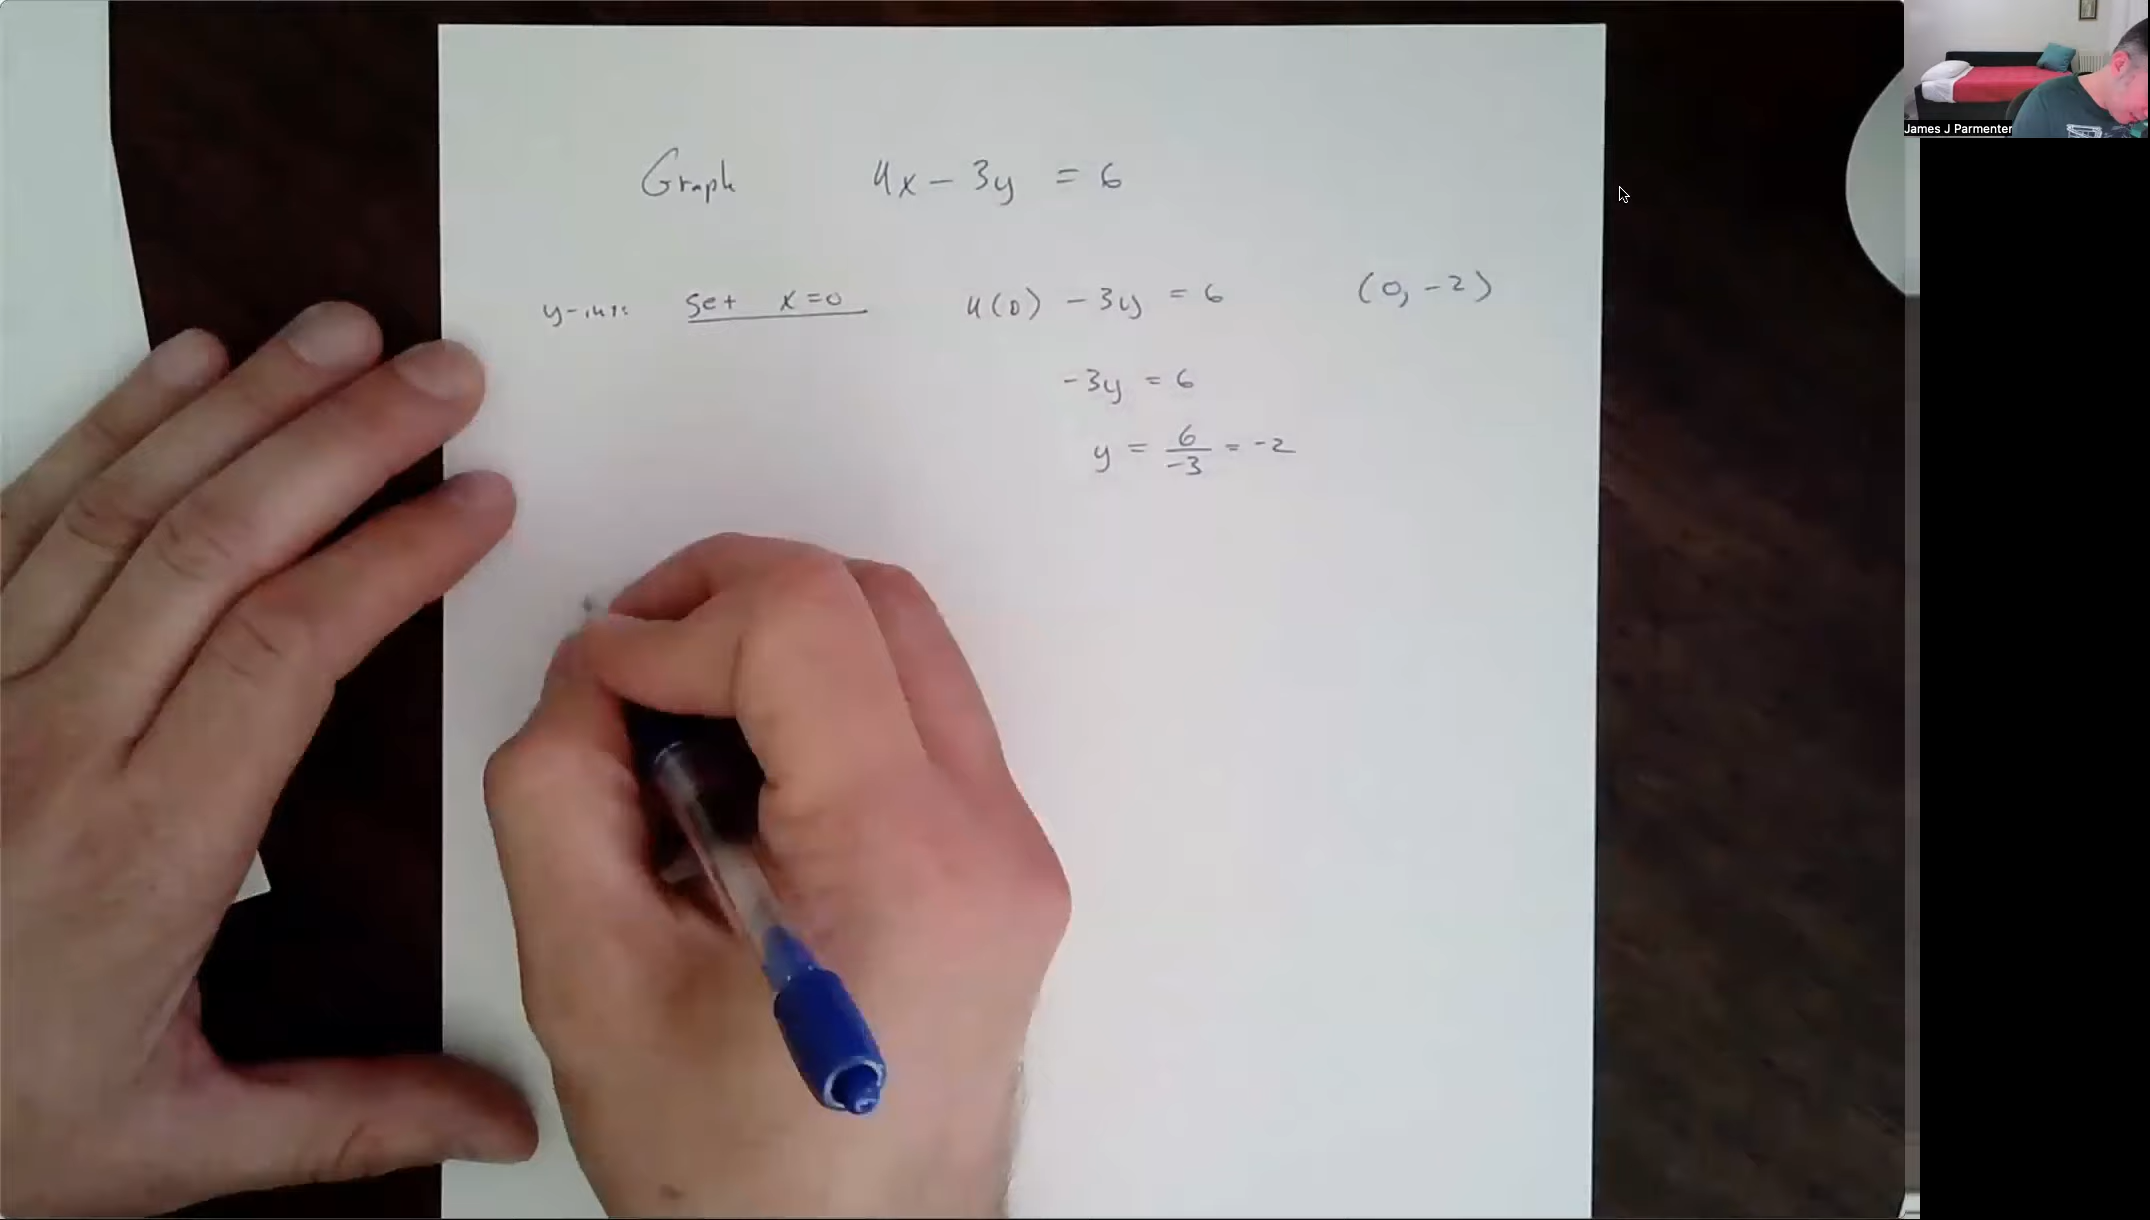 Graph 4x - 3y = 6
y-int: Set x=0 4(0) - 3y = 6 (0, -2)
-3y = 6
y = 6/-3 = -2
James J Parmenter